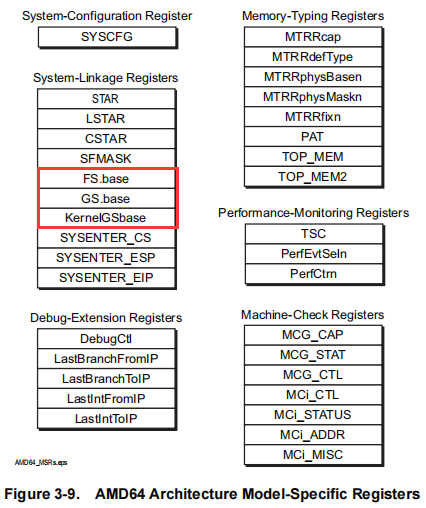 System-Configuration Register
SYSCFG
System-Linkage Registers
STAR
LSTAR
CSTAR
SFMASK
FS.base
GS.base
KernelGSbase
SYSENTER_CS
SYSENTER_ESP
SYSENTER_EIP
Debug-Extension Registers
DebugCtl
LastBranchFromIP
LastBranchToIP
LastIntFromIP
LastIntToIP
Memory-Typing Registers
MTRRcap
MTRRdefType
MTRRphysBasen
MTRRphysMaskn
MTRRfixn
PAT
TOP_MEM
TOP_MEM2
Performance-Monitoring Registers
TSC
PerfEvtSeln
PerfCtrn
Machine-Check Registers
MCG_CAP
MCG_STAT
MCG_CTL
MCi_CTL
MCi_STATUS
MCi_ADDR
MCi_MISC
AMD64_MSRs.eps
Figure 3-9. AMD64 Architecture Model-Specific Registers